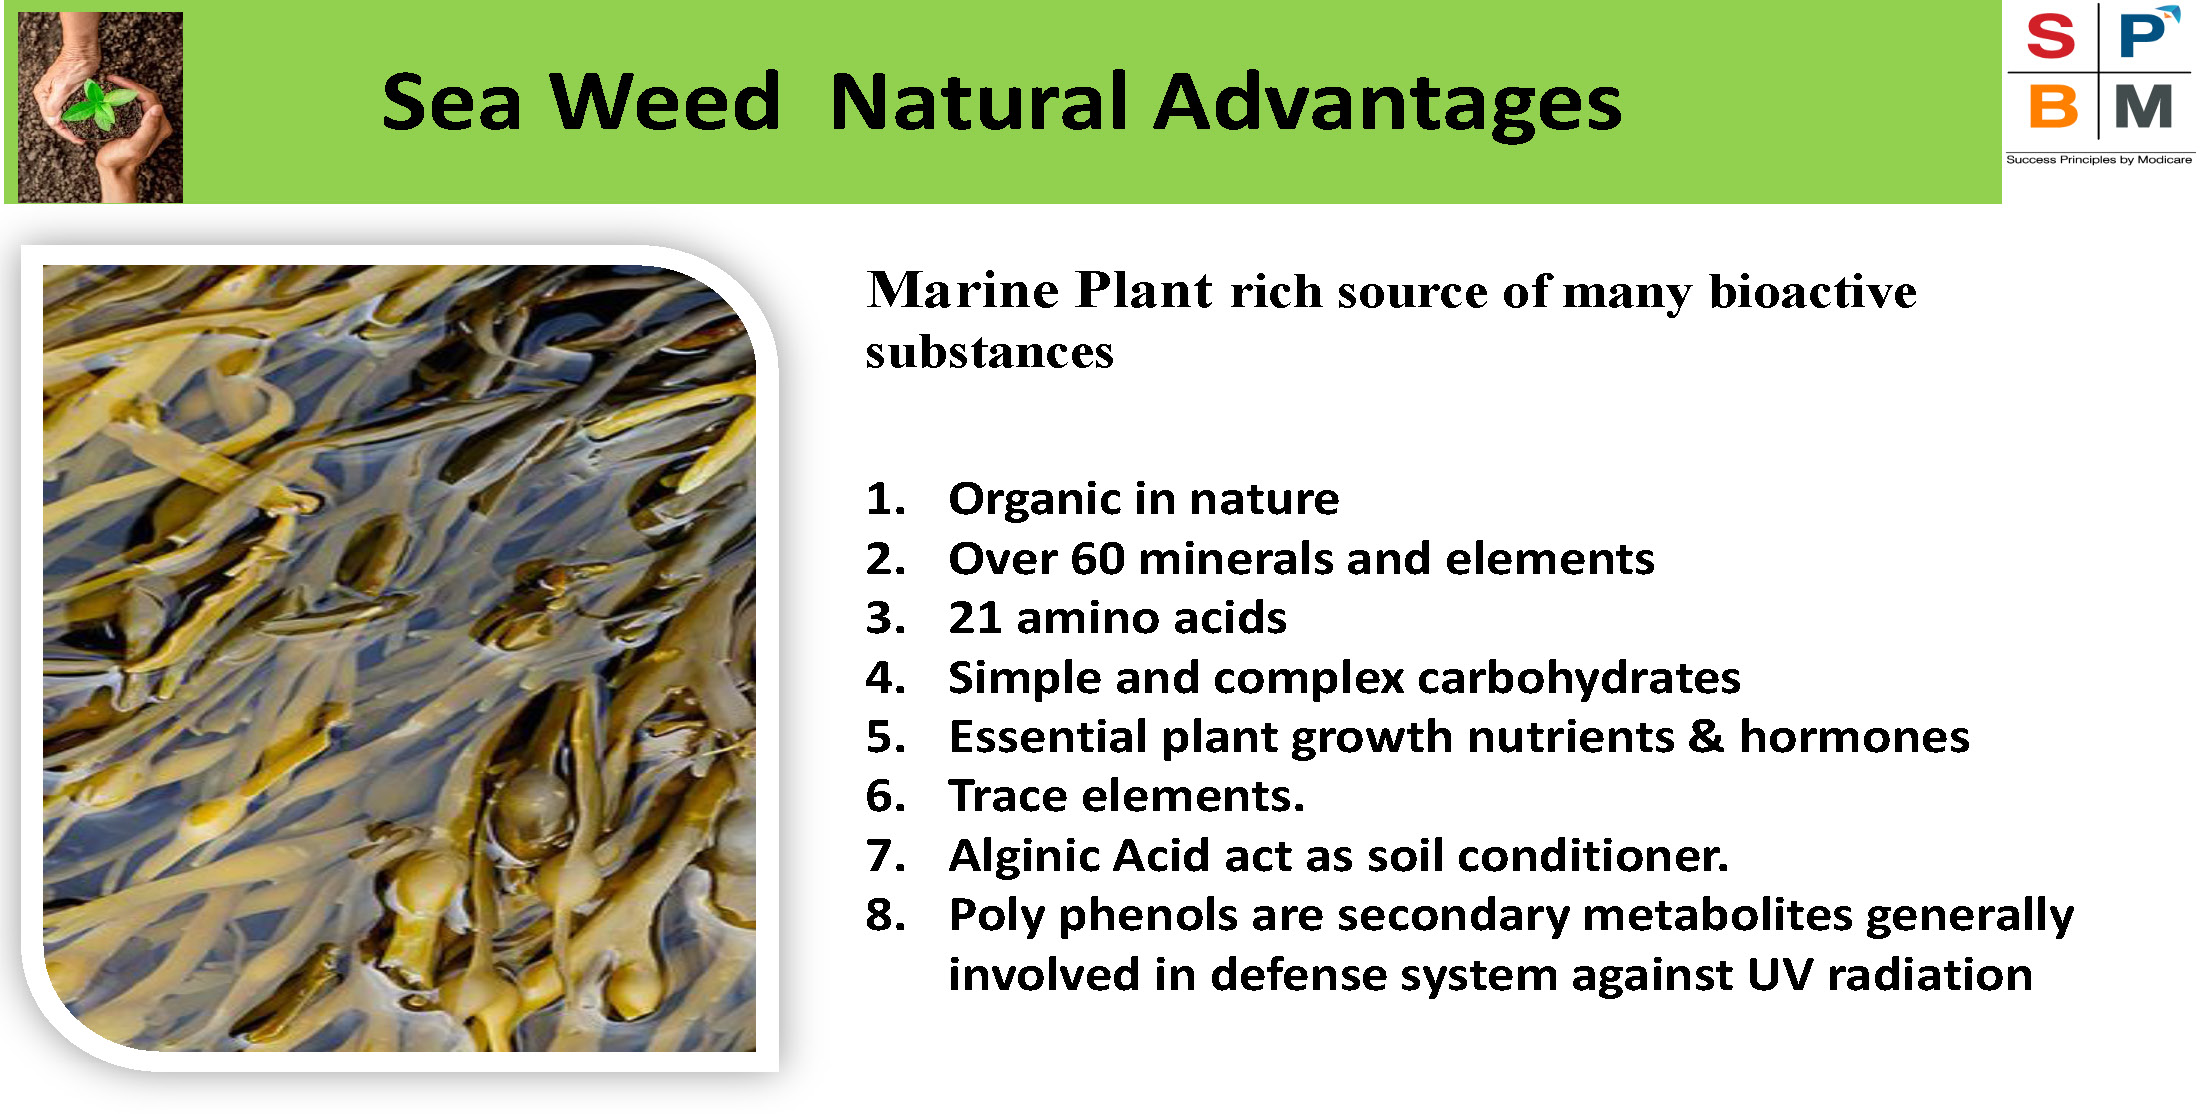 Sea Weed Natural Advantages
S P
B M
Success Principles by Modicare
Marine Plant rich source of many bioactive
substances
1. Organic in nature
2. Over 60 minerals and elements
3. 21 amino acids
4. Simple and complex carbohydrates
5. Essential plant growth nutrients & hormones
6. Trace elements.
7. Alginic Acid act as soil conditioner.
8. Poly phenols are secondary metabolites generally
involved in defense system against UV radiation